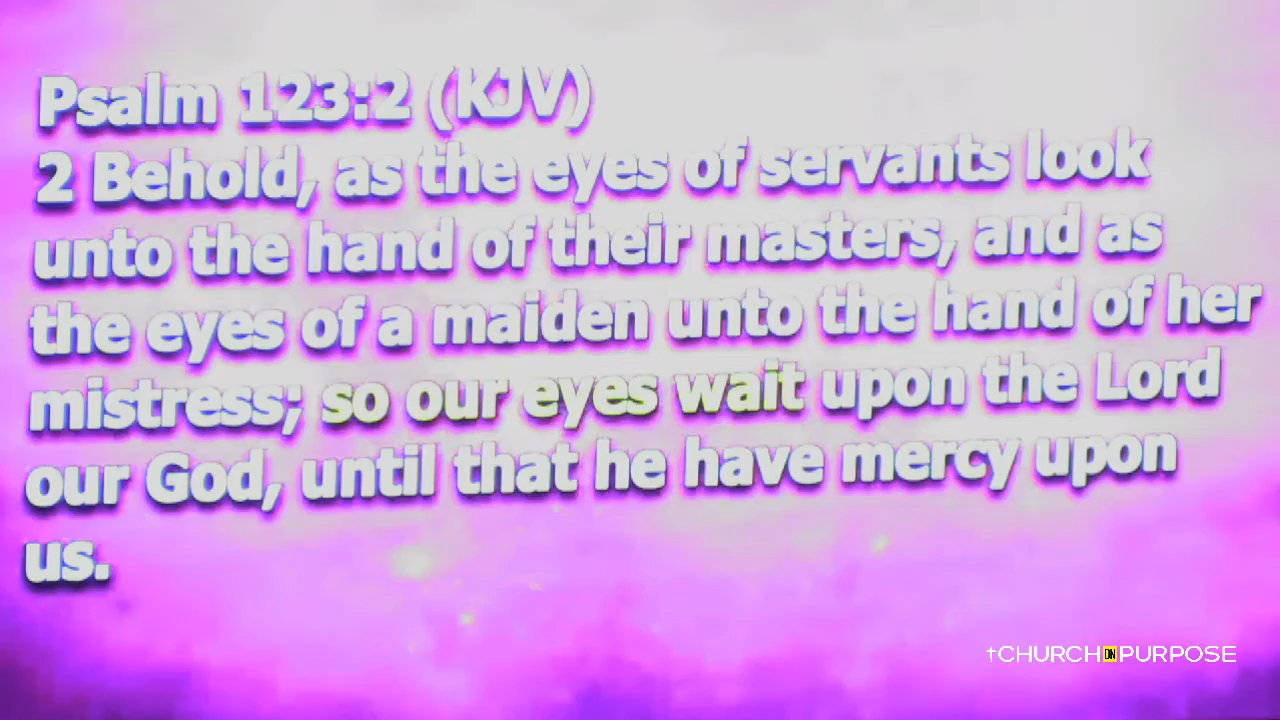 Psalm 123:2 (KJV)
2 Behold, as the eyes of servants look
unto the hand of their masters, and as
the eyes of a maiden unto the hand of her
mistress; so our eyes wait upon the Lord
our God, until that he have mercy upon
us.
†CHURCH ON PURPOSE